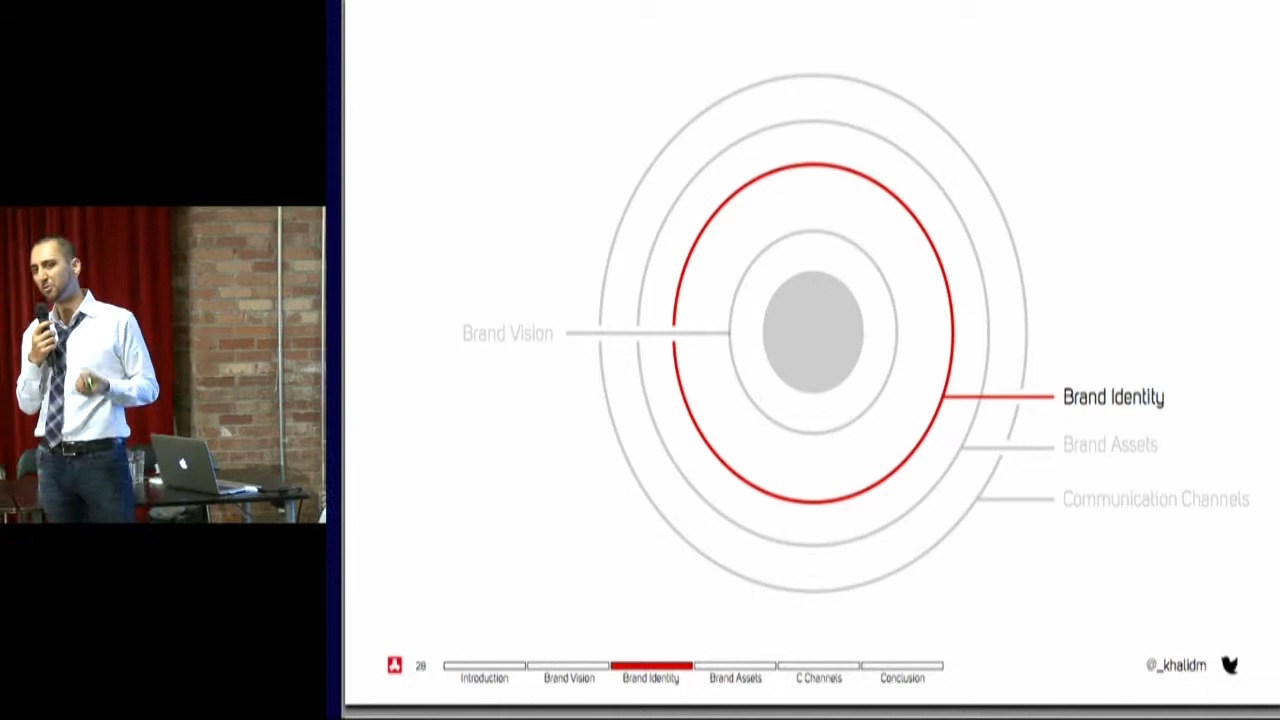 Brand Vision
Brand Identity
Brand Assets
Communication Channels
28
Introduction
Brand Vision
Brand Identity
Brand Assets
C Channels
Conclusion
@_khalidm